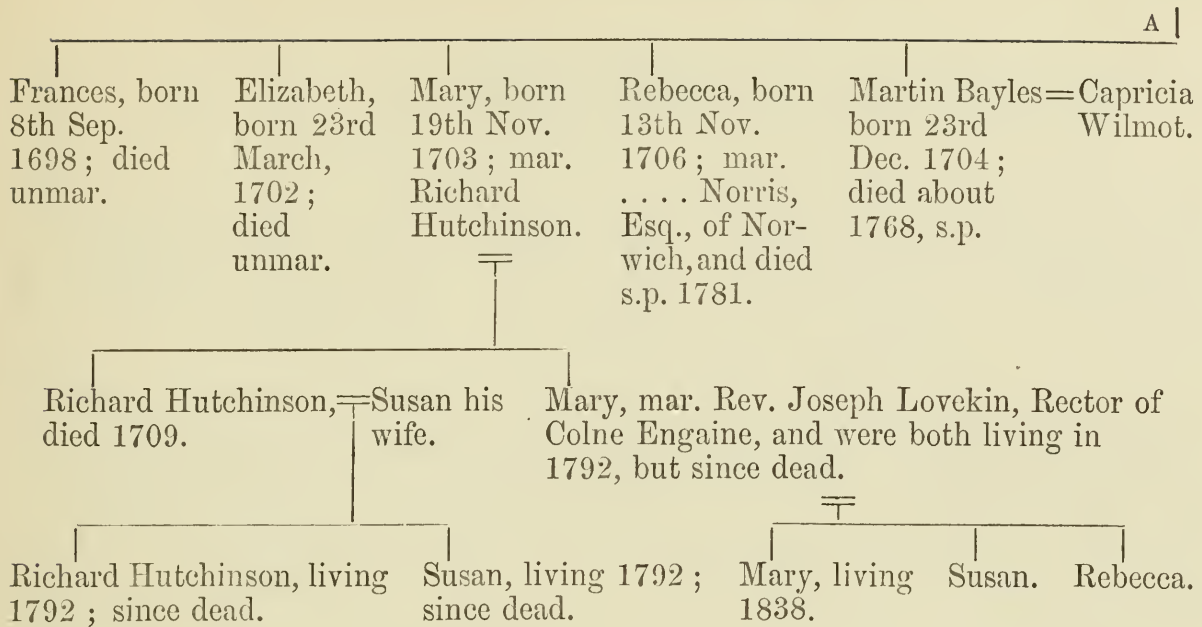 A
Frances, born
8th Sep.
1698 ; died
unmar.
Elizabeth,
born 23rd
March,
1702 ;
died
unmar.
Mary, born
19th Nov.
1703 ; mar.
Richard
Hutchinson.
Rebecca, born
13th Nov.
1706 ; mar.
. . . . Norris,
Esq., of Nor-
wich, and died
s.p. 1781.
Martin Bayles=Capricia
born 23rd Wilmot.
Dec. 1704 ;
died about
1768, s.p.
Richard Hutchinson,=Susan his
died 1709. wife.
Mary, mar. Rev. Joseph Lovekin, Rector of
Colne Engaine, and were both living in
1792, but since dead.
Richard Hutchinson, living
1792 ; since dead.
Susan, living 1792 ;
since dead.
Mary, living
1838.
Susan.
Rebecca.